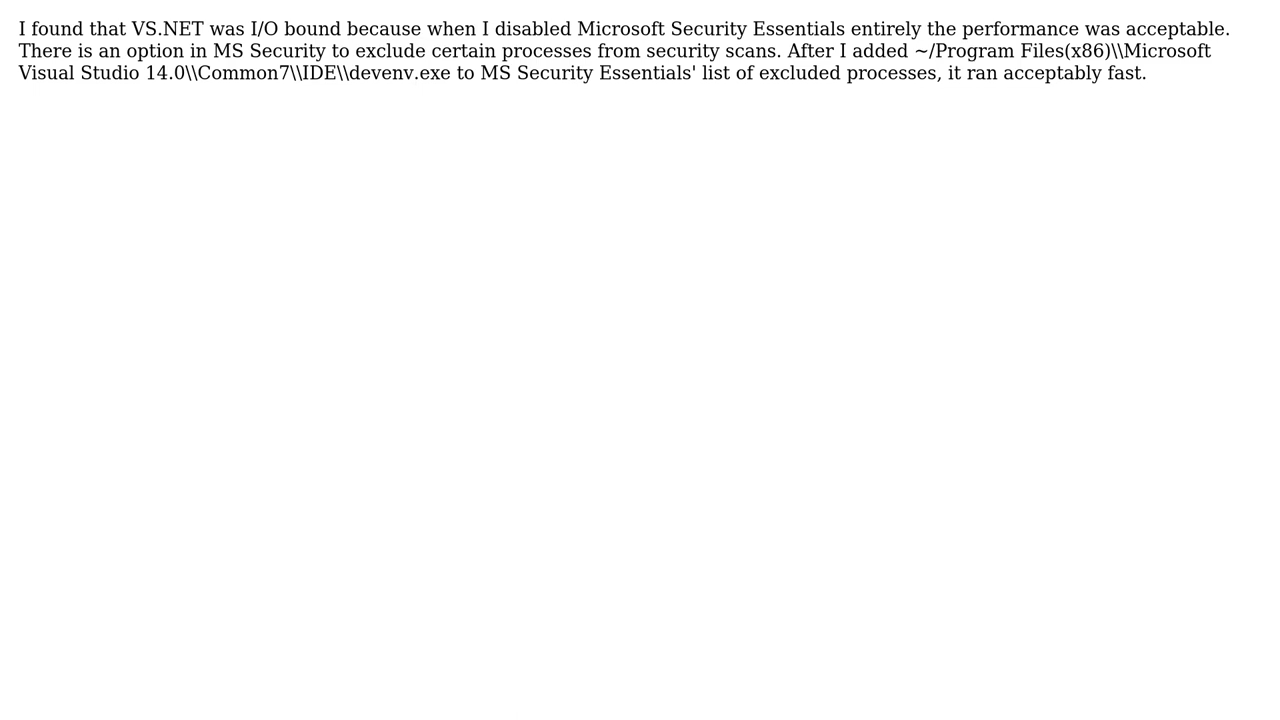 I found that VS.NET was I/O bound because when I disabled Microsoft Security Essentials entirely the performance was acceptable.
There is an option in MS Security to exclude certain processes from security scans. After I added ~/Program Files(x86)\\Microsoft
Visual Studio 14.0\\Common7\\IDE\\devenv.exe to MS Security Essentials' list of excluded processes, it ran acceptably fast.